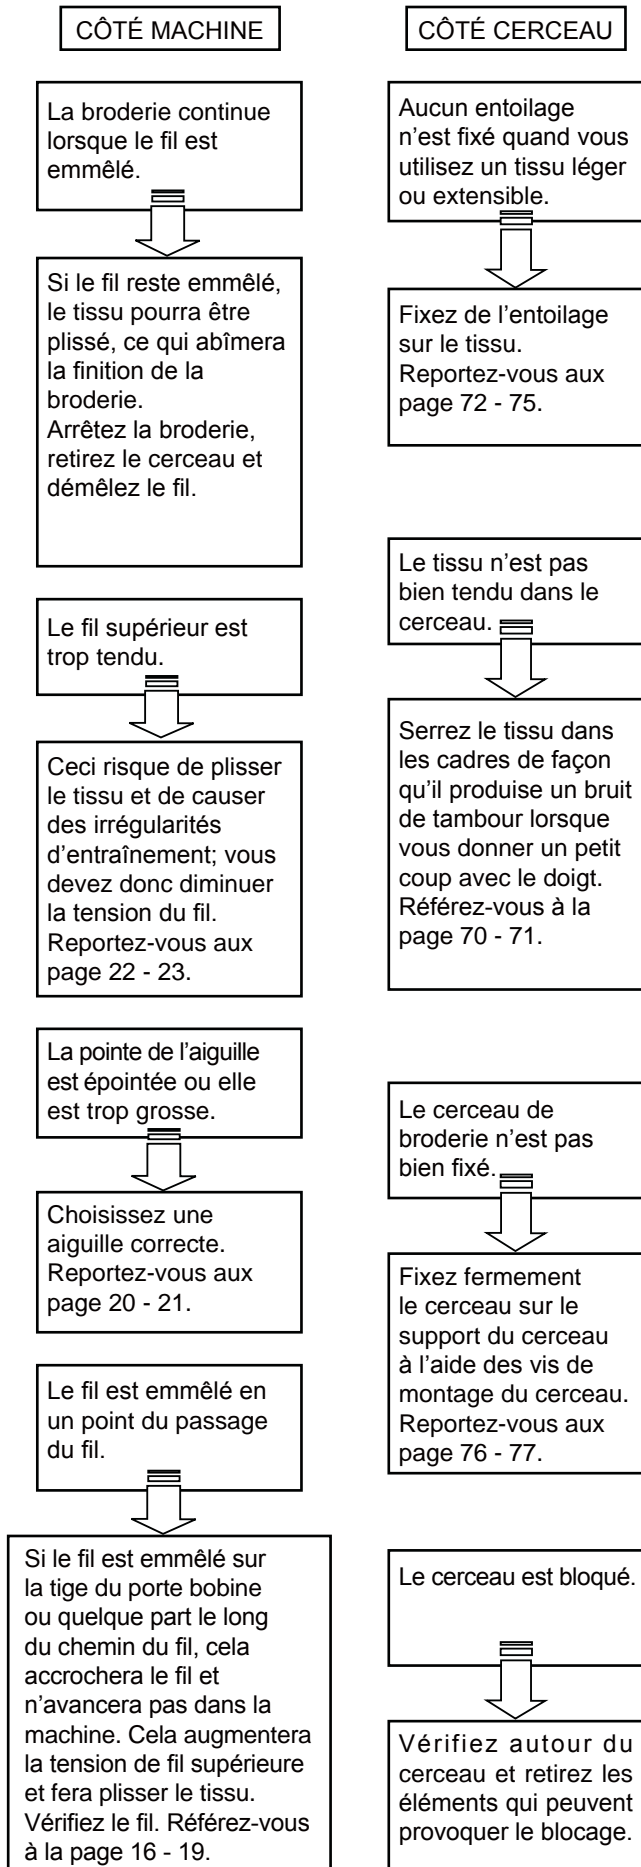 CÔTÉ MACHINE
La broderie continue
lorsque le fil est
emmêlé.
Si le fil reste emmêlé,
le tissu pourra être
plissé, ce qui abîmera
la finition de la
broderie.
Arrêtez la broderie,
retirez le cerceau et
démêlez le fil.
Le fil supérieur est
trop tendu.
Ceci risque de plisser
le tissu et de causer
des irrégularités
d’entraînement; vous
devez donc diminuer
la tension du fil.
Reportez-vous aux
page 22 - 23.
La pointe de l’aiguille
est épointée ou elle
est trop grosse.
Choisissez une
aiguille correcte.
Reportez-vous aux
page 20 - 21.
Le fil est emmêlé en
un point du passage
du fil.
Si le fil est emmêlé sur
la tige du porte bobine
ou quelque part le long
du chemin du fil, cela
accrochera le fil et
n’avancera pas dans la
machine. Cela augmentera
la tension de fil supérieure
et fera plisser le tissu.
Vérifiez le fil. Référez-vous
à la page 16 - 19.
CÔTÉ CERCEAU
Aucun entoilage
n’est fixé quand vous
utilisez un tissu léger
ou extensible.
Fixez de l’entoilage
sur le tissu.
Reportez-vous aux
page 72 - 75.
Le tissu n’est pas
bien tendu dans le
cerceau.
Serrez le tissu dans
les cadres de façon
qu’il produise un bruit
de tambour lorsque
vous donner un petit
coup avec le doigt.
Référez-vous à la
page 70 - 71.
Le cerceau de
broderie n’est pas
bien fixé.
Fixez fermement
le cerceau sur le
support du cerceau
à l’aide des vis de
montage du cerceau.
Reportez-vous aux
page 76 - 77.
Le cerceau est bloqué.
Vérifiez autour du
cerceau et retirez les
éléments qui peuvent
provoquer le blocage.